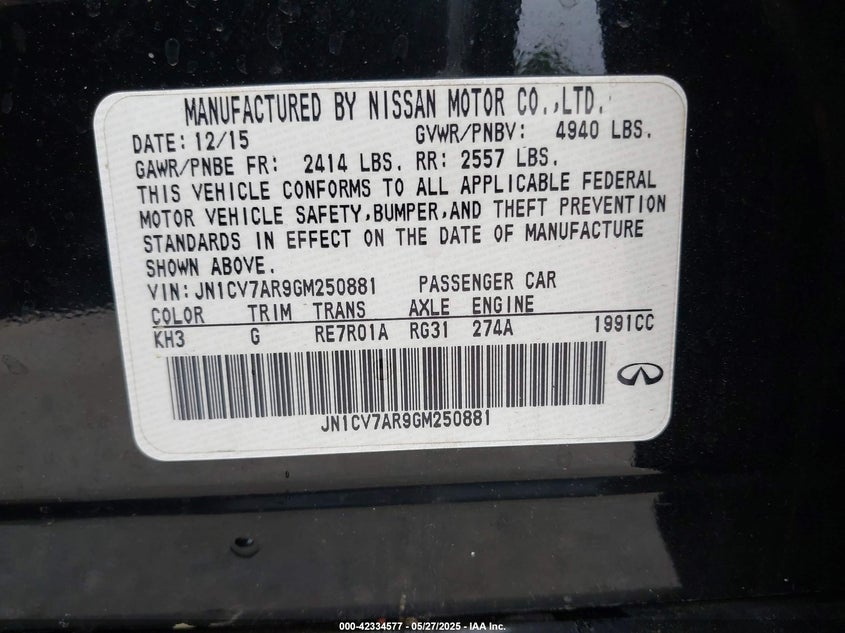 MANUFACTURED BY NISSAN MOTOR CO.,LTD.
DATE: 12/15 GVWR/PNBV: 4940 LBS.
GAWR/PNBE FR: 2414 LBS. RR: 2557 LBS.
THIS VEHICLE CONFORMS TO ALL APPLICABLE FEDERAL
MOTOR VEHICLE SAFETY,BUMPER,AND THEFT PREVENTION
STANDARDS IN EFFECT ON THE DATE OF MANUFACTURE
SHOWN ABOVE.
VIN: JN1CV7AR9GM250881 PASSENGER CAR
COLOR TRIM TRANS AXLE ENGINE
KH3 G RE7R01A RG31 274A 1991CC
JN1CV7AR9GM250881
000-42334577 - 05/27/2025 - IAA Inc.